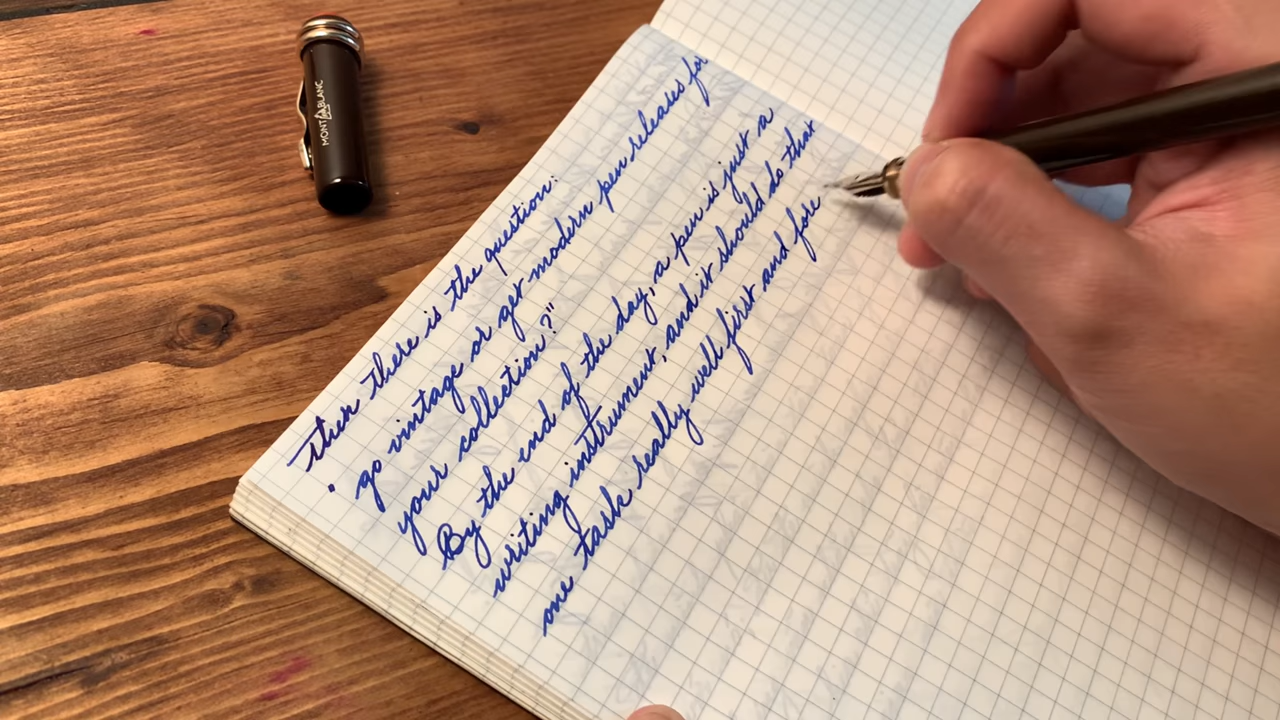 MONTBLANC
then there is the question:
. go vintage or get modern pen releases for
your collection?"
By the end of the day, a pen is just a
writing instrument, and it should do that
one task really well first and fore